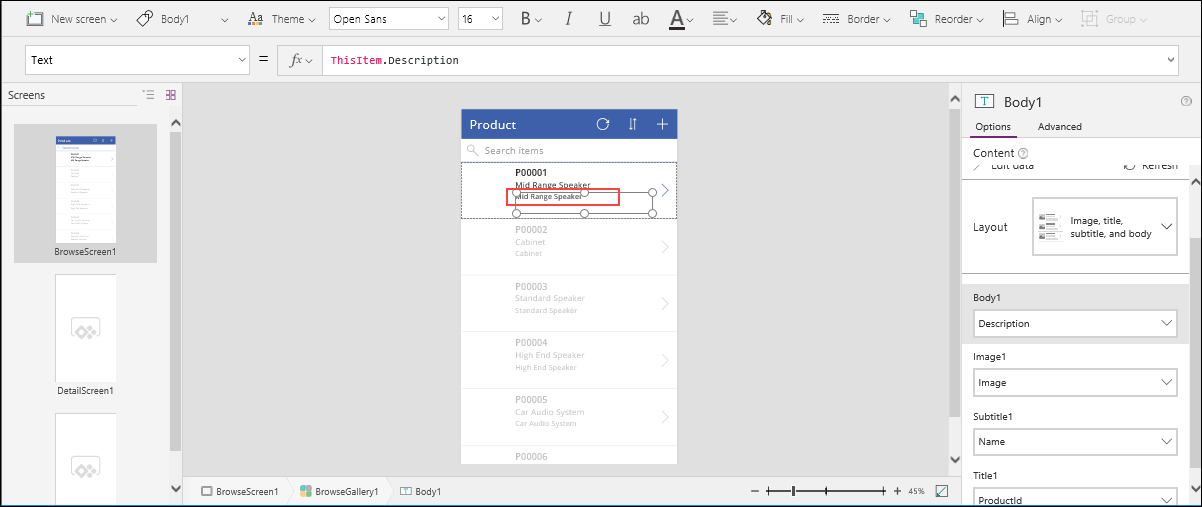 New screen Body1 Theme Open Sans 16 B I U ab A Fill Border Reorder Align Group
Text = fx ThisItem.Description
Screens
BrowseScreen1
DetailScreen1
Product
Search items
P00001
Mid Range Speaker
Mid Range Speaker
P00002
Cabinet
Cabinet
P00003
Standard Speaker
Standard Speaker
P00004
High End Speaker
High End Speaker
P00005
Car Audio System
Car Audio System
P00006
BrowseScreen1 BrowseGallery1 Body1 45%
Body1
Options Advanced
Content
Edit data Refresh
Layout
Image, title,
subtitle, and body
Body1
Description
Image1
Image
Subtitle1
Name
Title1
ProductId